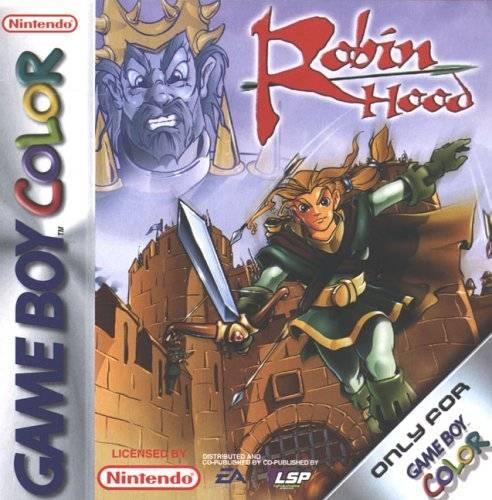 Nintendo
GAME BOY COLOR
TM
Robin
Hood
LICENSED BY
Nintendo
DISTRIBUTED AND
CO-PUBLISHED BY
CO-PUBLISHED BY
EA
LSP
ONLY FOR
GAME BOY
COLOR